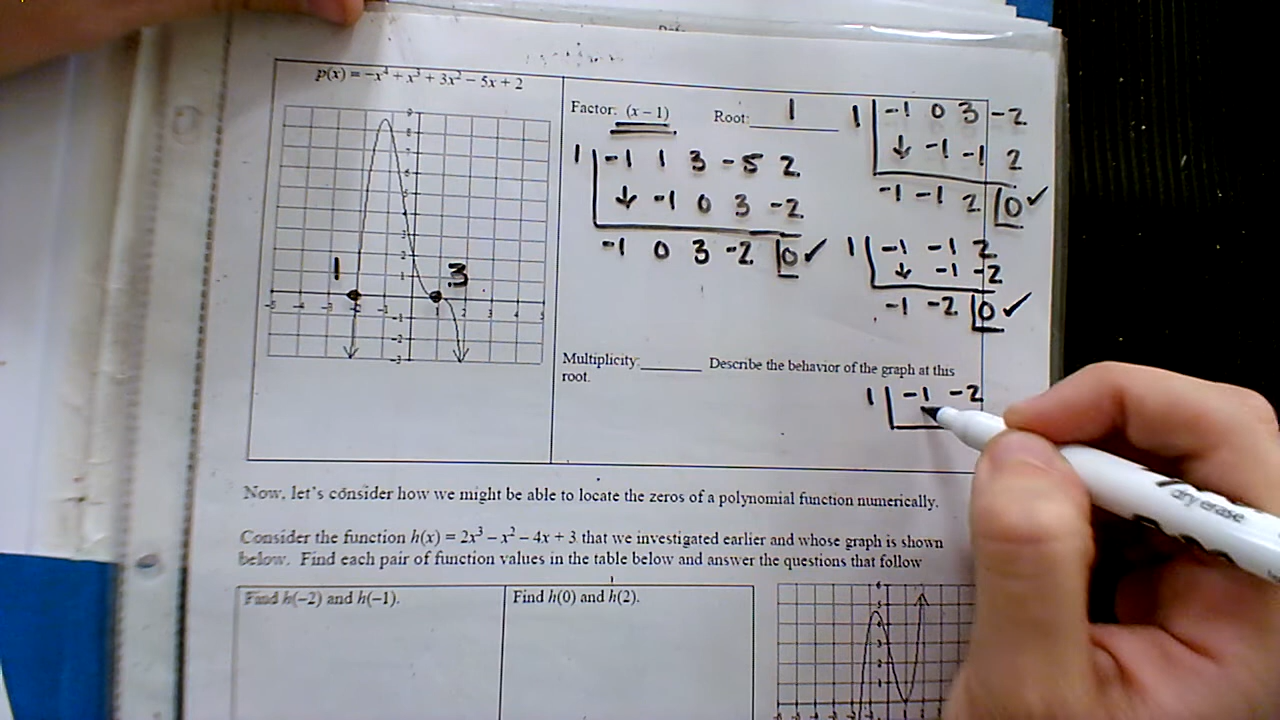 p(x) = −x⁴ + x³ + 3x² − 5x + 2
Factor: (x − 1) Root: 1
1 -1 1 3 -5 2
↓ -1 0 3 -2
-1 0 3 -2 0 ✓
1 -1 0 3 -2
↓ -1 -1 2
-1 -1 2 0 ✓
1 -1 -1 2
↓ -1 -2
-1 -2 0 ✓
1 3
Multiplicity:______ Describe the behavior of the graph at this
root.
1 -1 -2
Now, let's consider how we might be able to locate the zeros of a polynomial function numerically.
Consider the function h(x) = 2x³ − x² − 4x + 3 that we investigated earlier and whose graph is shown
below. Find each pair of function values in the table below and answer the questions that follow
Find h(−2) and h(−1).
Find h(0) and h(2).
dry erase